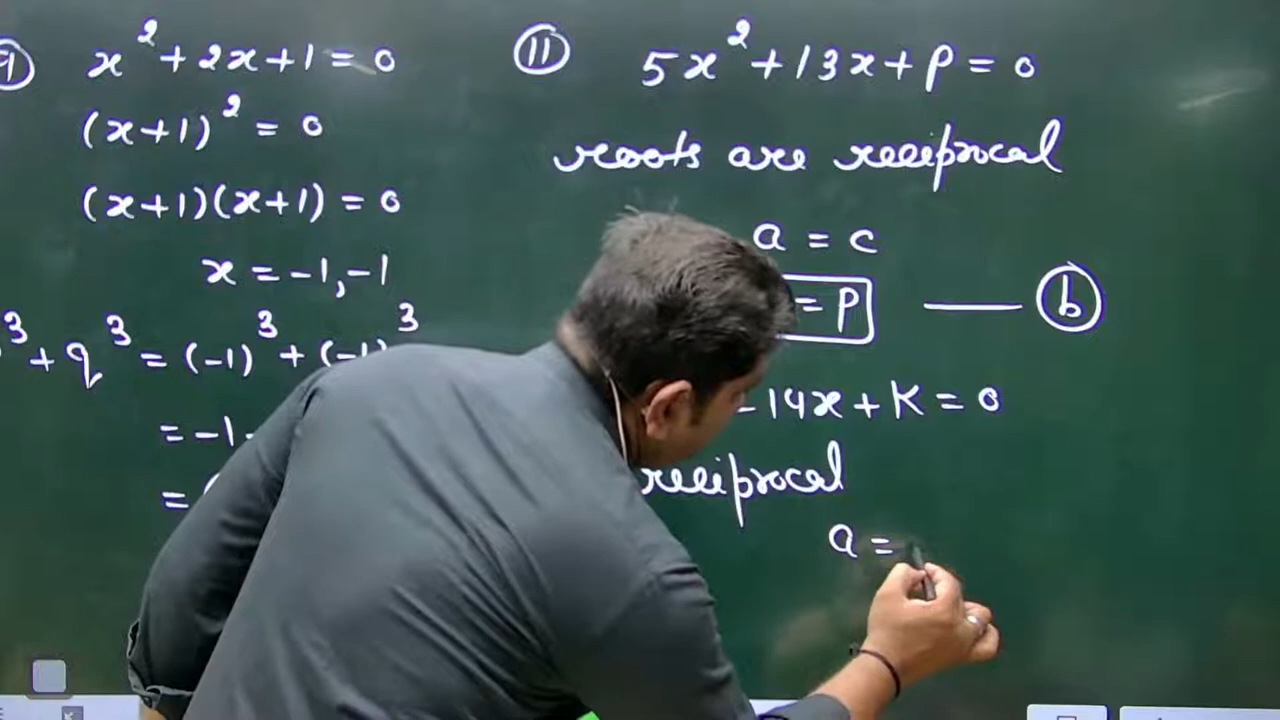 9 x²+2x+1=0
(x+1)² = 0
(x+1)(x+1) = 0
x = -1,-1
³+q³ = (-1)³+(-1)³
= -1-
=
11 5x²+13x+P=0
roots are reciprocal
a = c
= P — b
-14x+K=0
reciprocal
a =